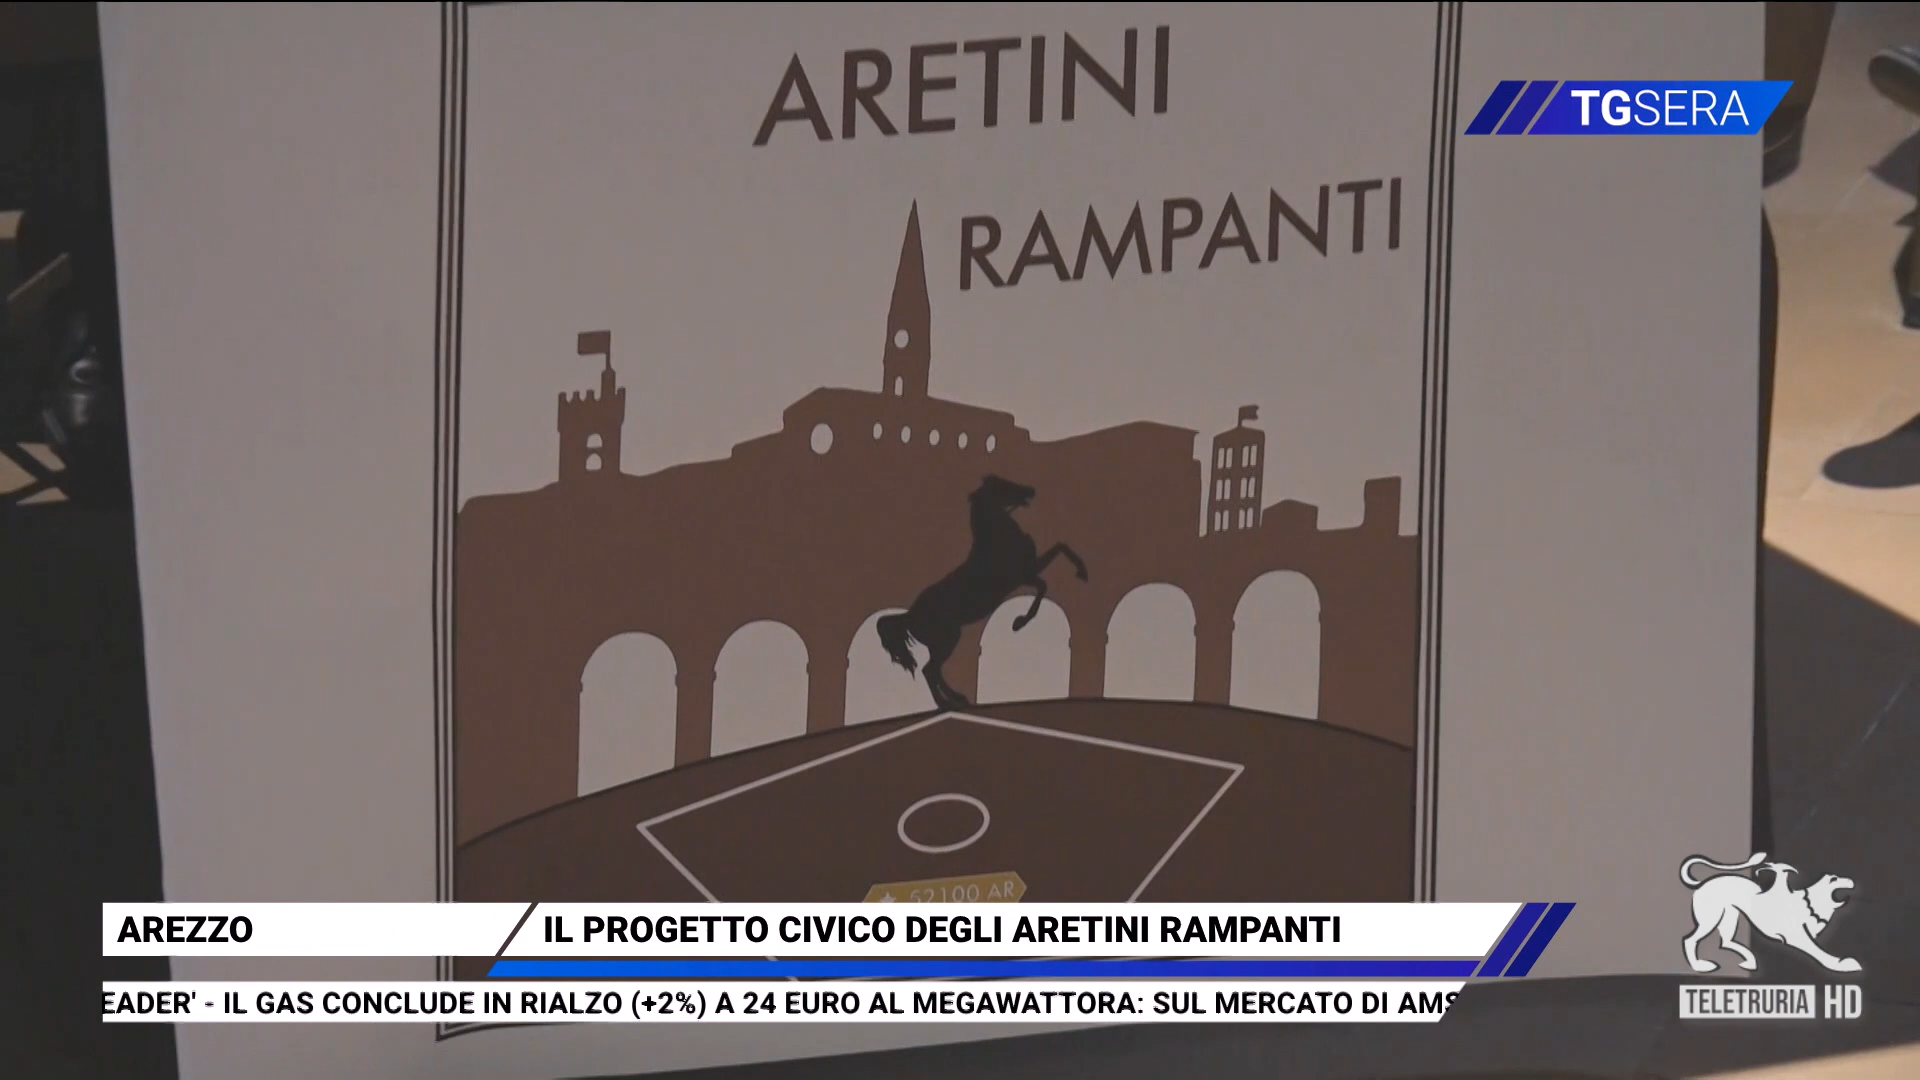 ARETINI
RAMPANTI
TGSERA
52100 AR
AREZZO
IL PROGETTO CIVICO DEGLI ARETINI RAMPANTI
EADER' - IL GAS CONCLUDE IN RIALZO (+2%) A 24 EURO AL MEGAWATTORA: SUL MERCATO DI AMS
TELETRURIA HD